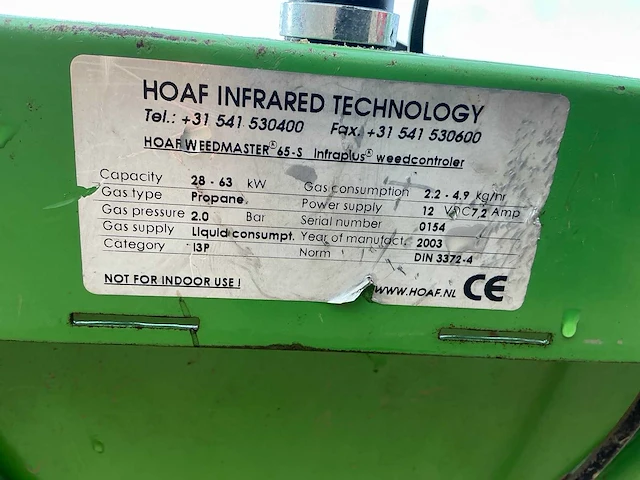 HOAF INFRARED TECHNOLOGY
Tel.: +31 541 530400 Fax. +31 541 530600
HOAF WEEDMASTER® 65-S Infraplus® weedcontroler
Capacity 28 - 63 kW Gas consumption 2.2 - 4.9 kg/hr
Gas type Propane Power supply 12 VDC 7,2 Amp
Gas pressure 2.0 Bar Serial number 0154
Gas supply Liquid consumpt. Year of manufact. 2003
Category I3P Norm DIN 3372-4
NOT FOR INDOOR USE ! WWW.HOAF.NL CE